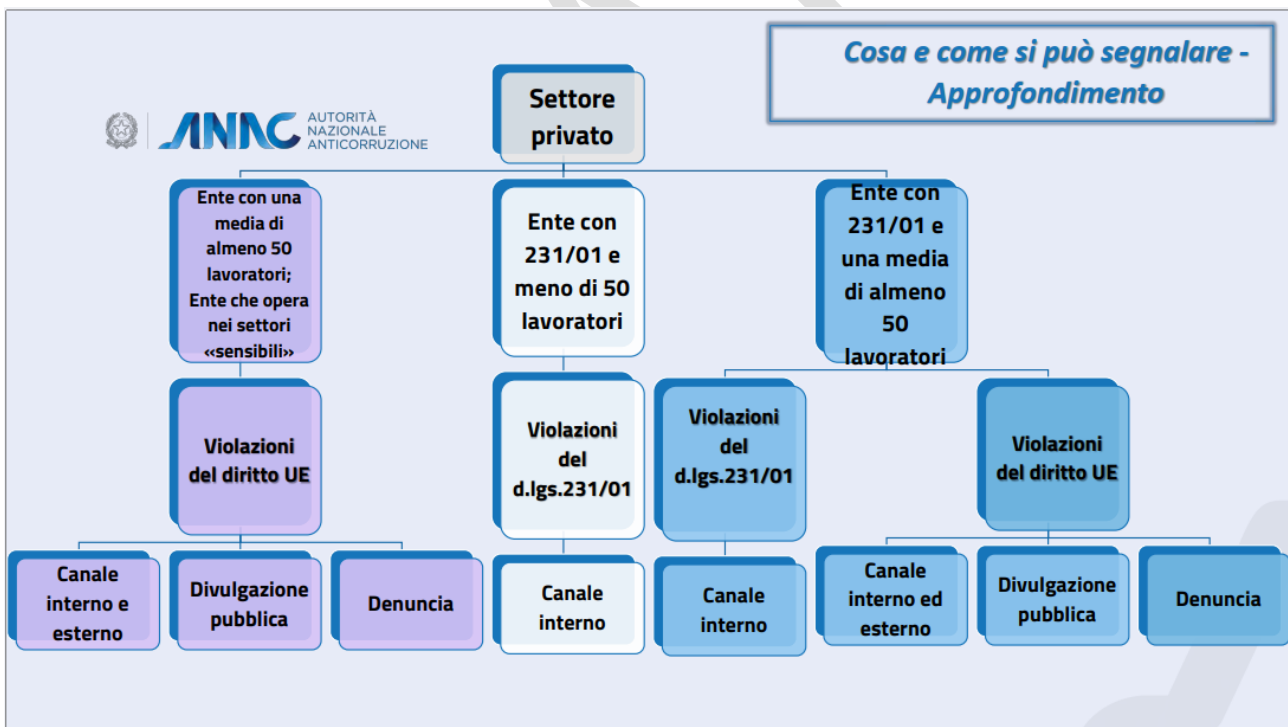 Cosa e come si può segnalare -
Approfondimento
ANAC
AUTORITÀ
NAZIONALE
ANTICORRUZIONE
Settore
privato
Ente con una
media di
almeno 50
lavoratori;
Ente che opera
nei settori
«sensibili»
Ente con
231/01 e
meno di 50
lavoratori
Ente con
231/01 e
una media
di almeno
50
lavoratori
Violazioni
del diritto UE
Violazioni
del
d.lgs.231/01
Violazioni
del
d.lgs.231/01
Violazioni
del diritto UE
Canale
interno e
esterno
Divulgazione
pubblica
Denuncia
Canale
interno
Canale
interno
Canale
interno ed
esterno
Divulgazione
pubblica
Denuncia